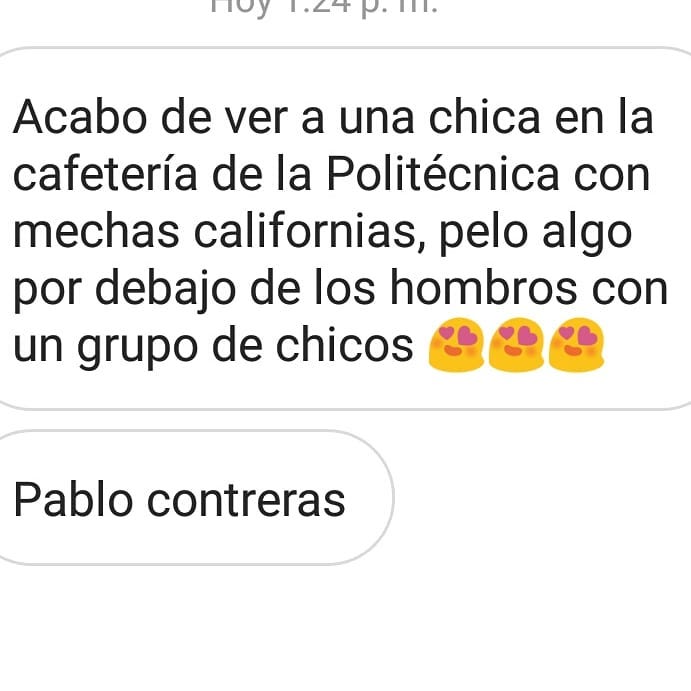 Hoy 1:24 p. m.
Acabo de ver a una chica en la
cafetería de la Politécnica con
mechas californias, pelo algo
por debajo de los hombros con
un grupo de chicos 😍😍😍
Pablo contreras